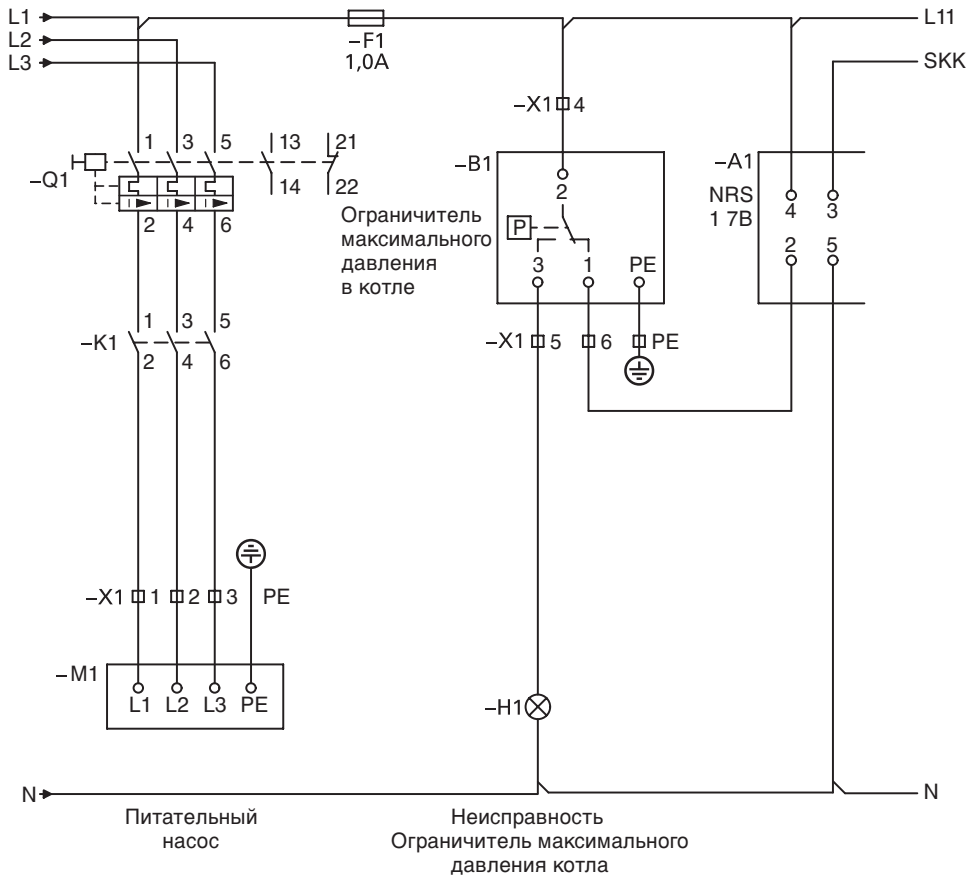 L1
L2
L3
–F1
1,0A
L11
SKK
–X1 4
1 3 5 13 21
–Q1
2 4 6 14 22
–B1
2
P
3 1 PE
Ограничитель
максимального
давления
в котле
–A1
NRS
1 7B
4 3
2 5
1 3 5
–K1
2 4 6
–X1 5 6 PE
–X1 1 2 3 PE
–M1
L1 L2 L3 PE
–H1
N
N
Питательный
насос
Неисправность
Ограничитель максимального
давления котла